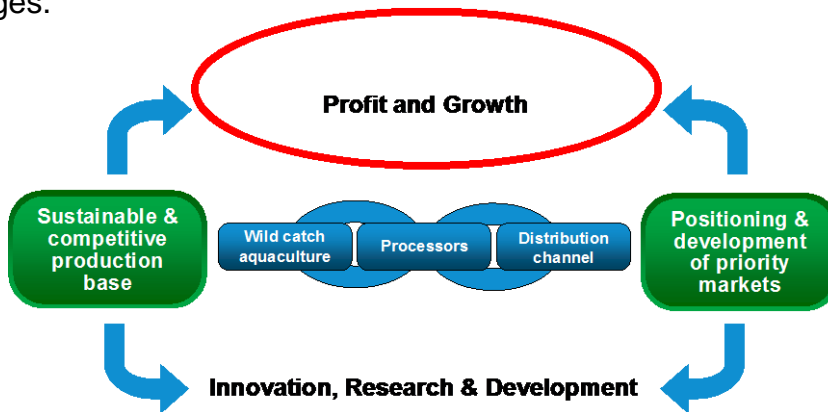 ges.
Profit and Growth
Sustainable &
competitive
production
base
Wild catch
aquaculture
Processors
Distribution
channel
Positioning &
development
of priority
markets
Innovation, Research & Development